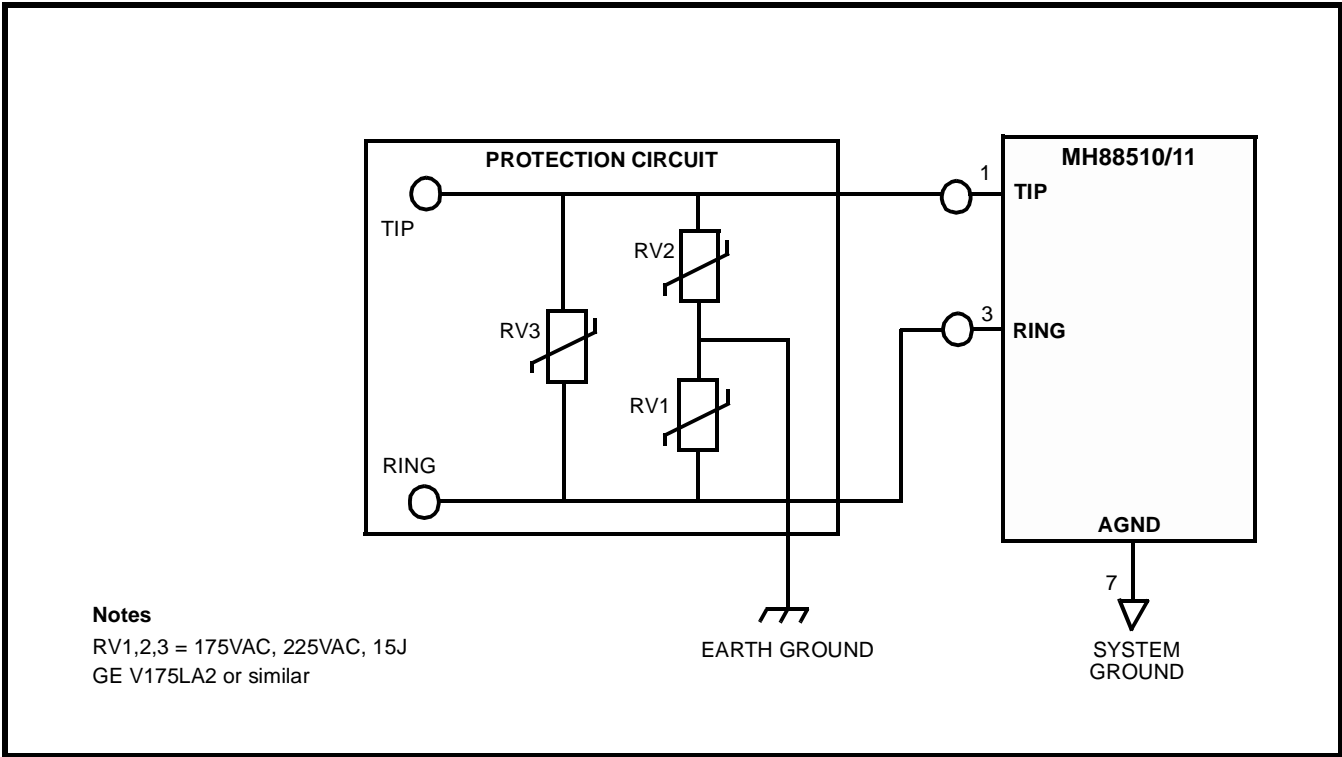 PROTECTION CIRCUIT
MH88510/11
1
TIP
TIP
RV2
3
RING
RV3
RV1
RING
AGND
7
Notes
RV1,2,3 = 175VAC, 225VAC, 15J
GE V175LA2 or similar
EARTH GROUND
SYSTEM
GROUND